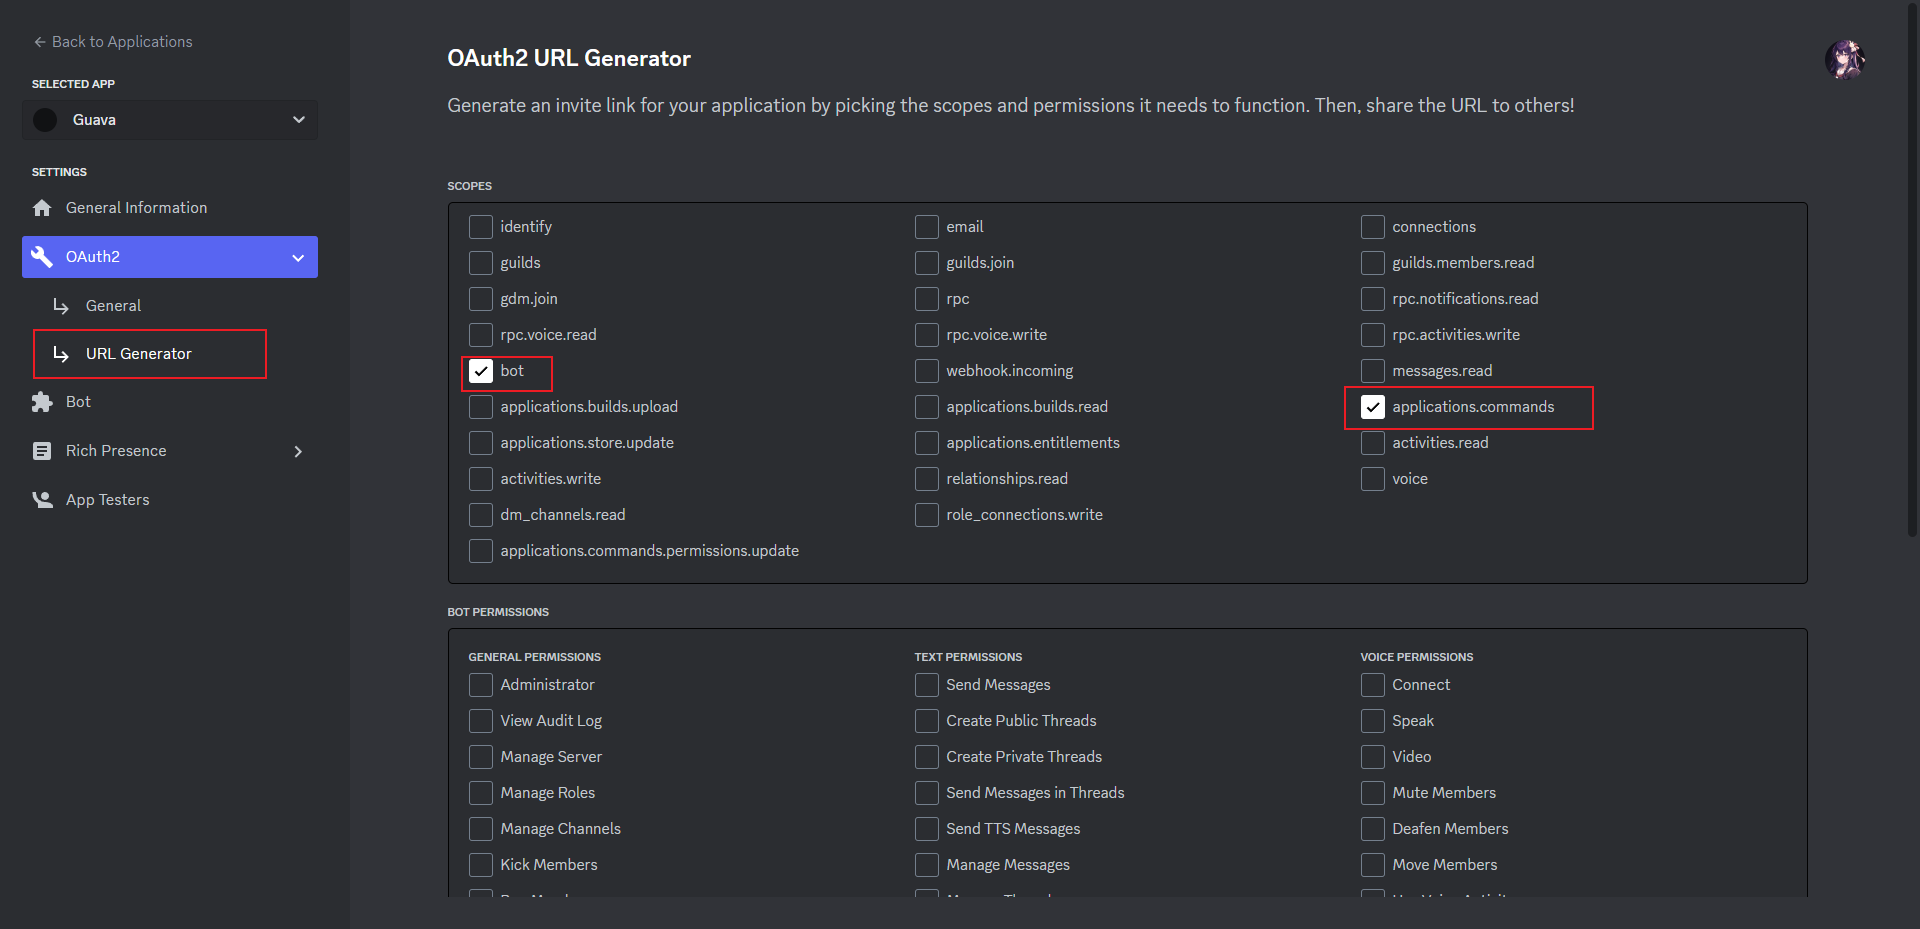 Back to Applications
SELECTED APP
Guava
SETTINGS
General Information
OAuth2
General
URL Generator
Bot
Rich Presence
App Testers
OAuth2 URL Generator
Generate an invite link for your application by picking the scopes and permissions it needs to function. Then, share the URL to others!
SCOPES
identify
email
connections
guilds
guilds.join
guilds.members.read
gdm.join
rpc
rpc.notifications.read
rpc.voice.read
rpc.voice.write
rpc.activities.write
bot
webhook.incoming
messages.read
applications.builds.upload
applications.builds.read
applications.commands
applications.store.update
applications.entitlements
activities.read
activities.write
relationships.read
voice
dm_channels.read
role_connections.write
applications.commands.permissions.update
BOT PERMISSIONS
GENERAL PERMISSIONS
Administrator
View Audit Log
Manage Server
Manage Roles
Manage Channels
Kick Members
TEXT PERMISSIONS
Send Messages
Create Public Threads
Create Private Threads
Send Messages in Threads
Send TTS Messages
Manage Messages
VOICE PERMISSIONS
Connect
Speak
Video
Mute Members
Deafen Members
Move Members